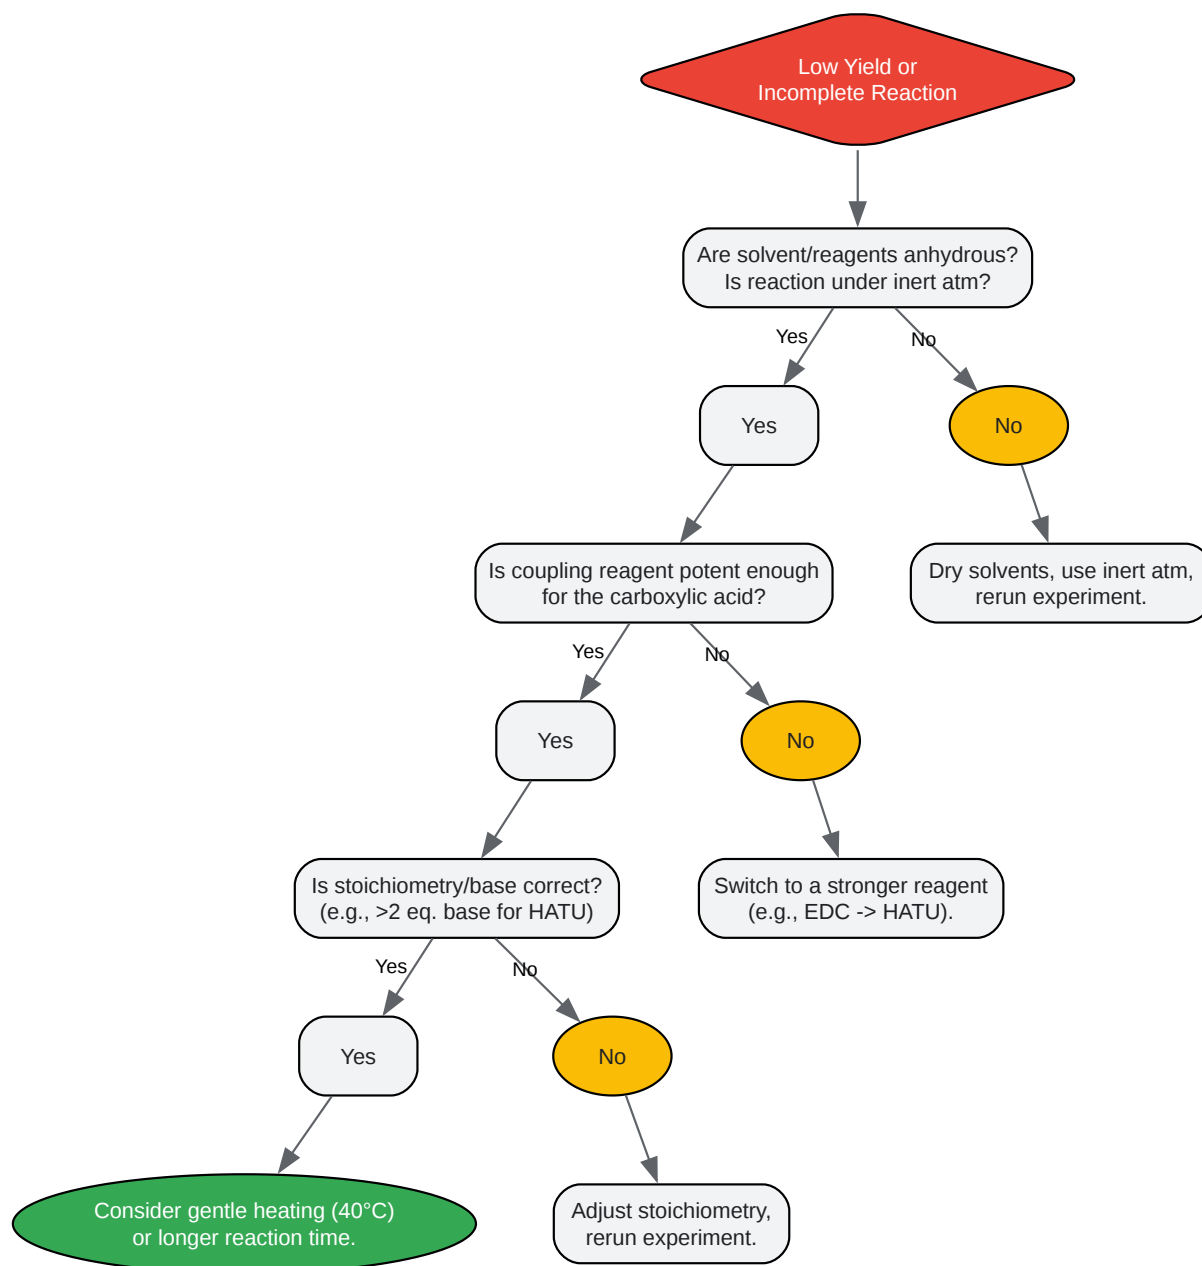 Low Yield or
Incomplete Reaction
Are solvent/reagents anhydrous?
Is reaction under inert atm?
Yes
No
Yes
No
Is coupling reagent potent enough
for the carboxylic acid?
Dry solvents, use inert atm,
rerun experiment.
Yes
No
Yes
No
Is stoichiometry/base correct?
(e.g., >2 eq. base for HATU)
Switch to a stronger reagent
(e.g., EDC -> HATU).
Yes
No
Yes
No
Consider gentle heating (40°C)
or longer reaction time.
Adjust stoichiometry,
rerun experiment.